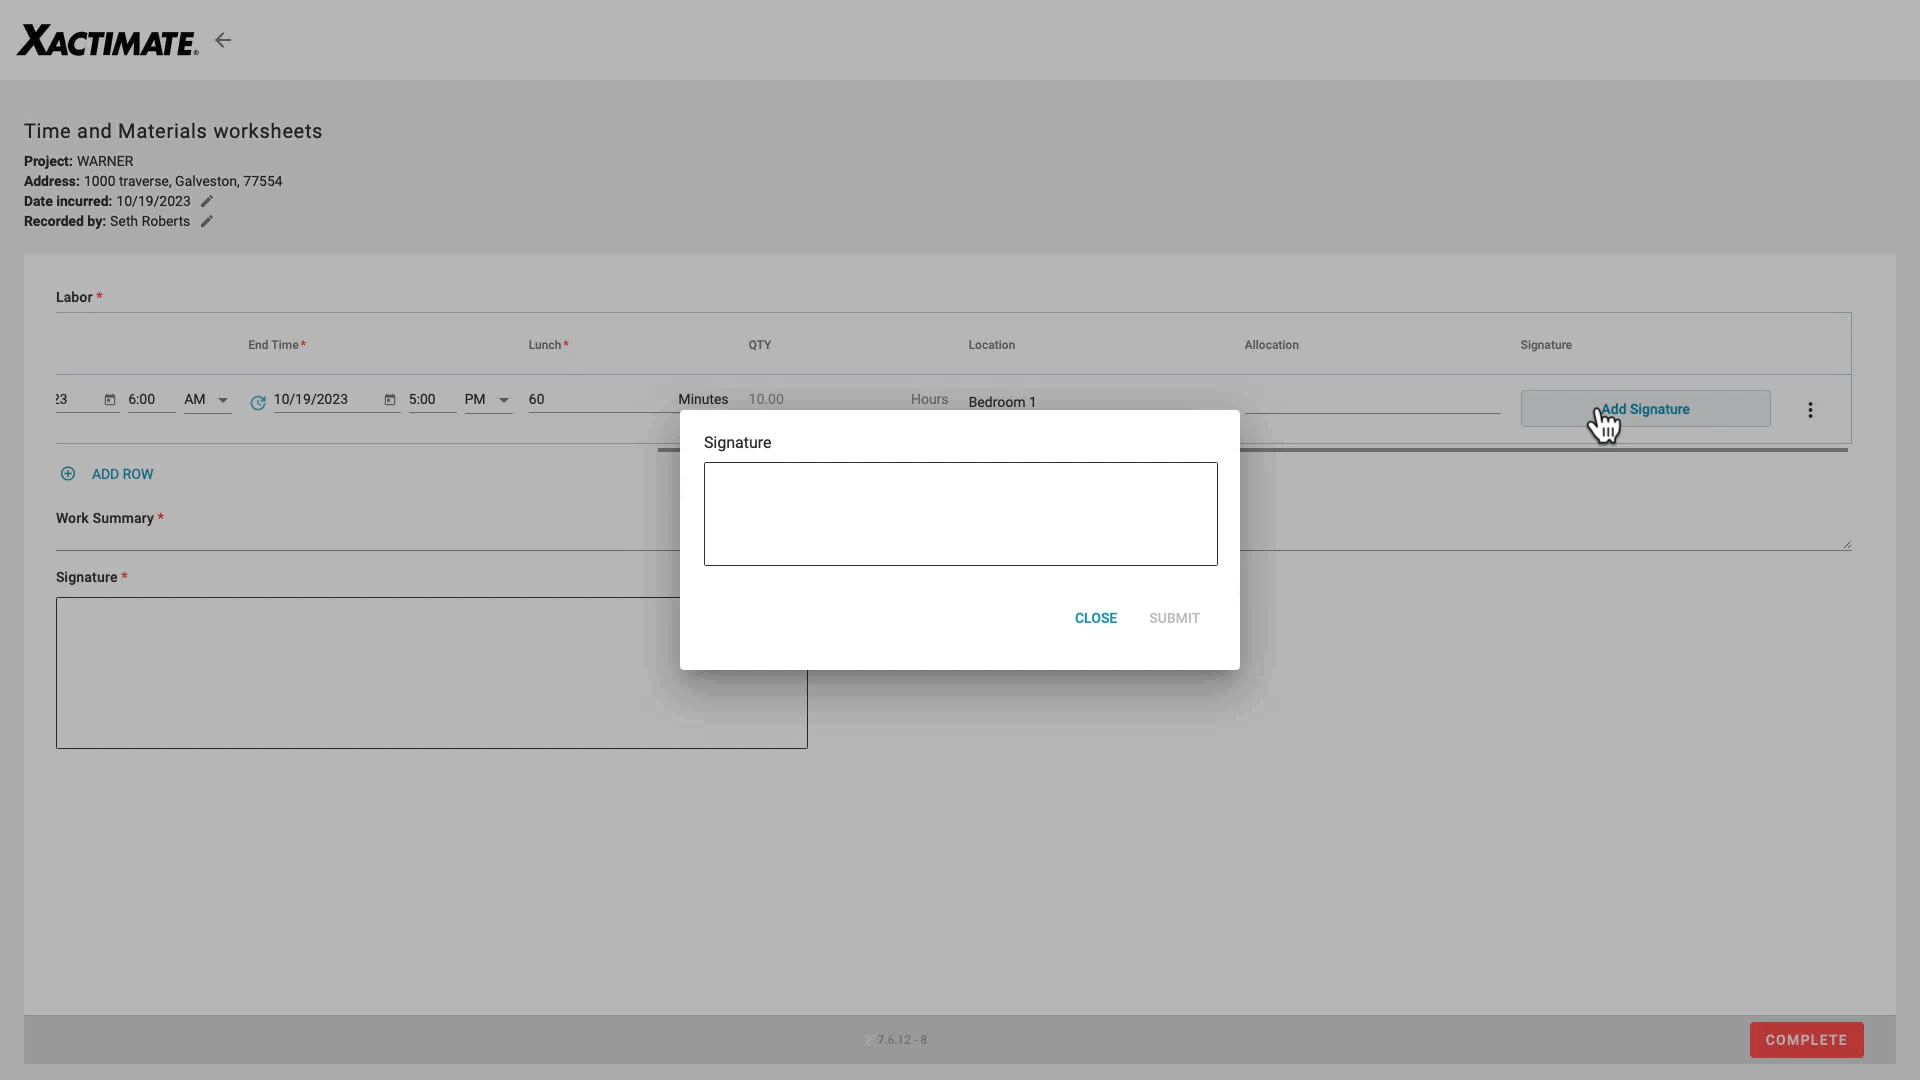 XACTIMATE®
Time and Materials worksheets
Project: WARNER
Address: 1000 traverse, Galveston, 77554
Date incurred: 10/19/2023
Recorded by: Seth Roberts
Labor *
End Time* Lunch* QTY Location Allocation Signature
23 6:00 AM 10/19/2023 5:00 PM 60 Minutes 10.00 Hours Bedroom 1 Add Signature
ADD ROW
Work Summary *
Signature *
Signature
CLOSE SUBMIT
7.6.12 - 8
COMPLETE